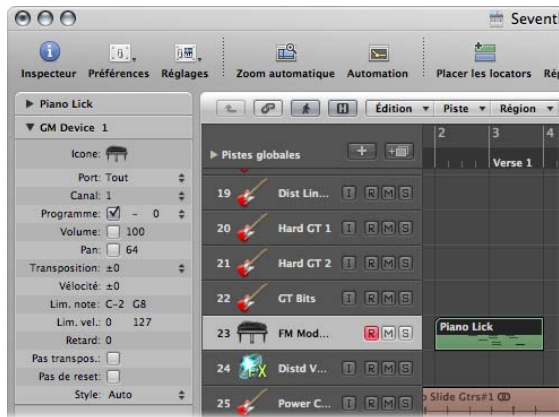 Seventi
Inspecteur Préférences Réglages Zoom automatique Automation Placer les locators
Piano Lick
Édition Piste Région
GM Device 1
2 3 4
Icone:
Pistes globales
Verse 1
Port: Tout
Canal: 1
19 Dist Lin... I R M S
Programme: - 0
Volume: 100
20 Hard GT 1 I R M S
Pan: 64
Transposition: ±0
21 Hard GT 2 I R M S
Vélocité: ±0
Lim. note: C-2 G8
22 GT Bits I R M S
Lim. vel.: 0 127
23 FM Mod... R M S
Piano Lick
Retard: 0
Pas transpos.:
24 Distd V... I R M S
Pas de reset:
Style: Auto
25 Power C... I R M S
Slide Gtrs#1